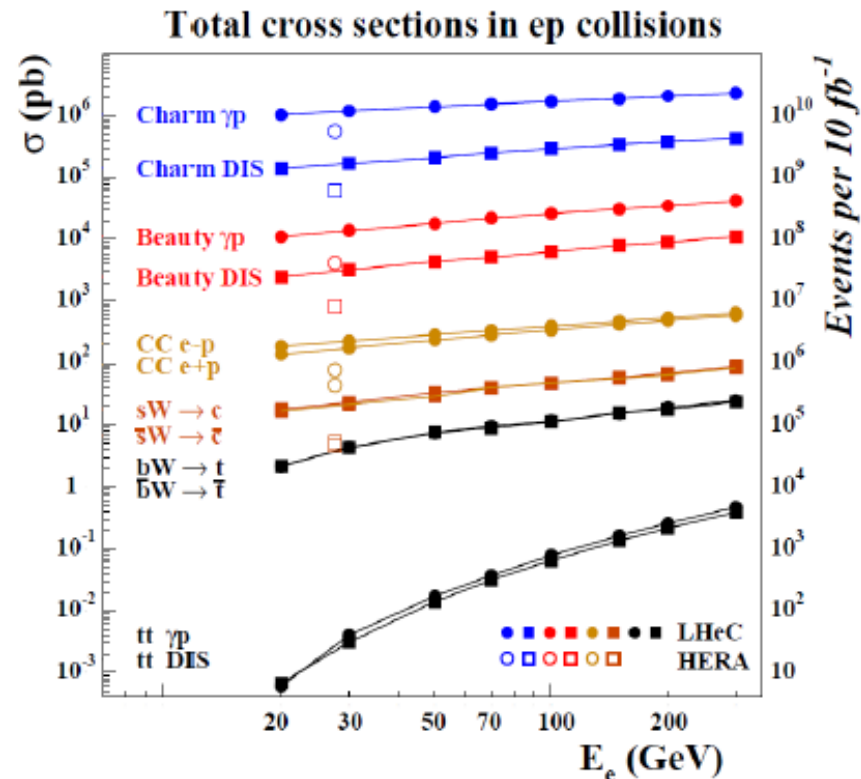 Total cross sections in ep collisions
σ (pb)
10⁶
10⁵
10⁴
10³
10²
10
1
10⁻¹
10⁻²
10⁻³
Charm γp
Charm DIS
Beauty γp
Beauty DIS
CC e-p
CC e+p
sW → c
s̅W → c̅
bW → t
b̅W → t̅
tt γp
tt DIS
LHeC
HERA
10¹⁰
10⁹
10⁸
10⁷
10⁶
10⁵
10⁴
10³
10²
10
Events per 10 fb⁻¹
20 30 50 70 100 200
Eₑ (GeV)